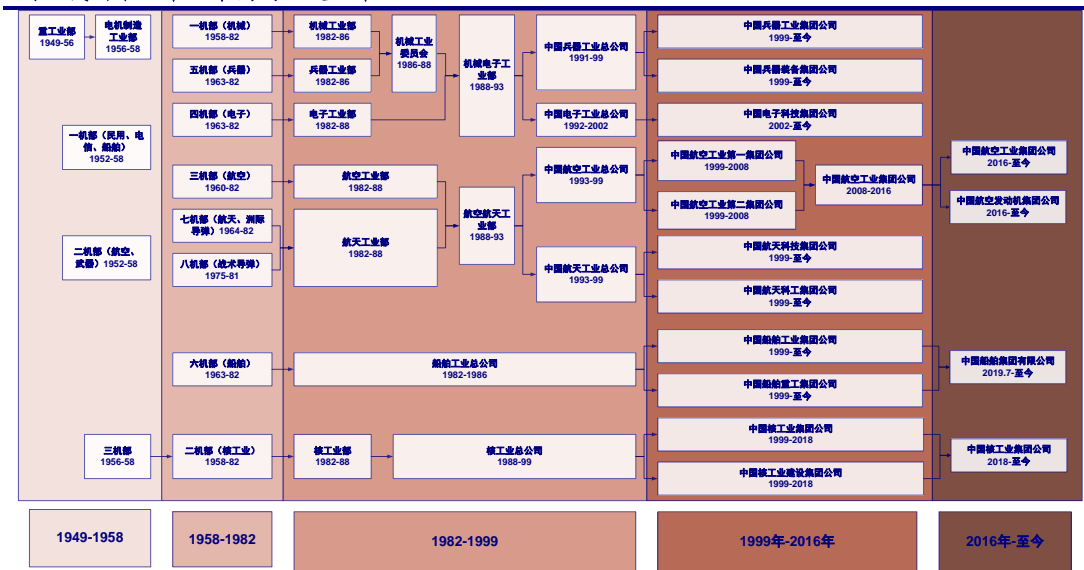 重工业部
1949-56
电机制造
工业部
1956-58
一机部(民用、电
信、船舶)
1952-58
二机部(航空、
武器)1952-58
三机部
1956-58
一机部(机械)
1958-82
五机部(兵器)
1963-82
四机部(电子)
1963-82
三机部(航空)
1960-82
七机部(航天、洲际
导弹)1964-82
八机部(战术导弹)
1975-81
六机部(船舶)
1963-82
二机部(核工业)
1958-82
机械工业部
1982-86
兵器工业部
1982-86
电子工业部
1982-88
机械工业
委员会
1986-88
机械电子工
业部
1988-93
航空工业部
1982-88
航天工业部
1982-88
航空航天工
业部
1988-93
中国兵器工业总公司
1991-99
中国电子工业总公司
1992-2002
中国航空工业总公司
1993-99
中国航天工业总公司
1993-99
船舶工业总公司
1982-1986
核工业部
1982-88
核工业总公司
1988-99
中国兵器工业集团公司
1999-至今
中国兵器装备集团公司
1999-至今
中国电子科技集团公司
2002-至今
中国航空工业第一集团公司
1999-2008
中国航空工业第二集团公司
1999-2008
中国航空工业集团公司
2008-2016
中国航天科技集团公司
1999-至今
中国航天科工集团公司
1999-至今
中国船舶工业集团公司
1999-至今
中国船舶重工集团公司
1999-至今
中国核工业集团公司
1999-2018
中国核工业建设集团公司
1999-2018
中国航空工业集团公司
2016-至今
中国航空发动机集团公司
2016-至今
中国船舶集团有限公司
2019.7-至今
中国核工业集团公司
2018-至今
1949-1958
1958-1982
1982-1999
1999年-2016年
2016年-至今